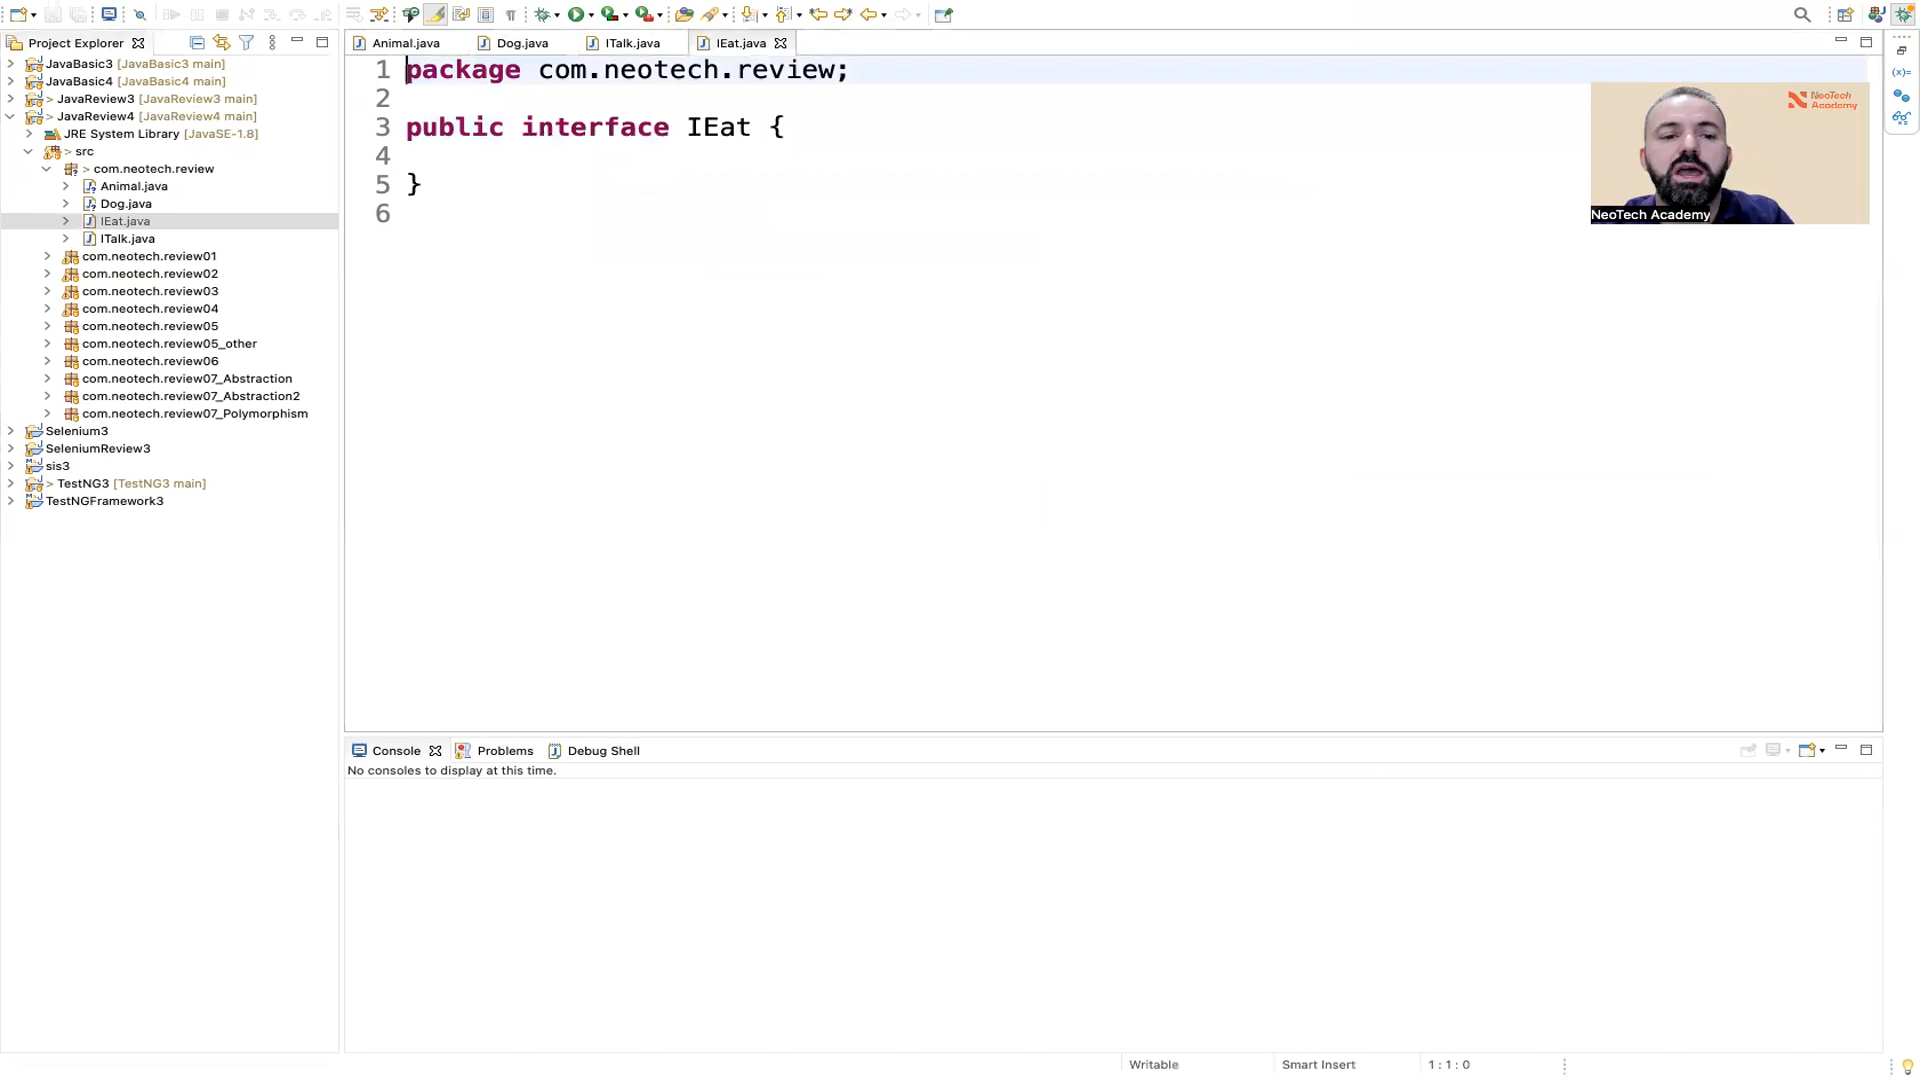 Project Explorer
Animal.java
Dog.java
ITalk.java
IEat.java
JavaBasic3 [JavaBasic3 main]
JavaBasic4 [JavaBasic4 main]
> JavaReview3 [JavaReview3 main]
> JavaReview4 [JavaReview4 main]
JRE System Library [JavaSE-1.8]
> src
> com.neotech.review
Animal.java
Dog.java
IEat.java
ITalk.java
com.neotech.review01
com.neotech.review02
com.neotech.review03
com.neotech.review04
com.neotech.review05
com.neotech.review05_other
com.neotech.review06
com.neotech.review07_Abstraction
com.neotech.review07_Abstraction2
com.neotech.review07_Polymorphism
Selenium3
SeleniumReview3
sis3
> TestNG3 [TestNG3 main]
TestNGFramework3
1 package com.neotech.review;
2
3 public interface IEat {
4
5 }
6
NeoTech
Academy
NeoTech Academy
Console
Problems
Debug Shell
No consoles to display at this time.
Writable
Smart Insert
1 : 1 : 0